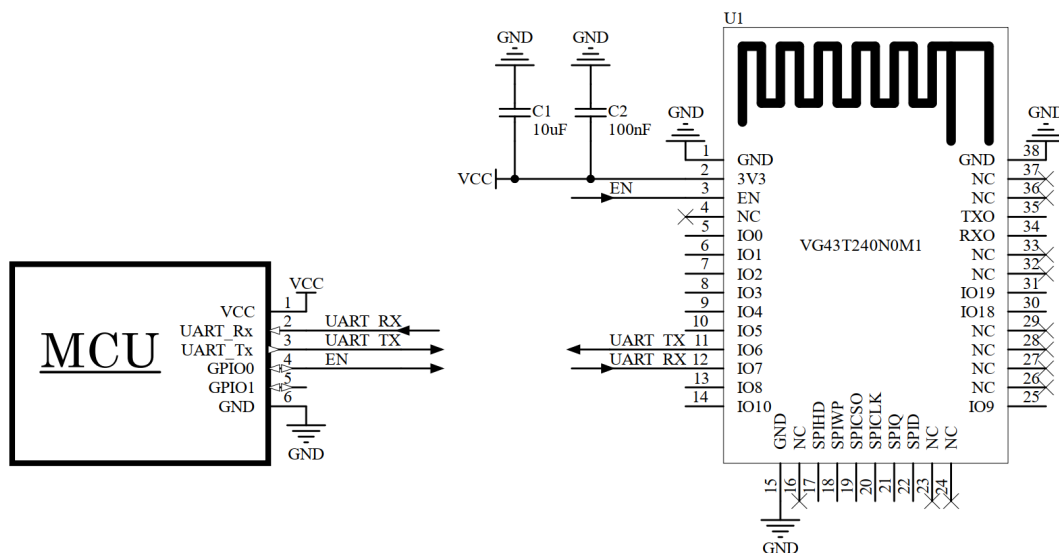 U1
GND
GND
C1
10uF
C2
100nF
GND
GND
1
GND
GND
38
VCC
2
3V3
NC
37
EN
3
EN
NC
36
4
NC
TXO
35
5
IO0
VG43T240N0M1
RXO
34
6
IO1
NC
33
7
IO2
NC
32
8
IO3
IO19
31
9
IO4
IO18
30
10
IO5
NC
29
UART_TX
11
IO6
NC
28
UART_RX
12
IO7
NC
27
13
IO8
NC
26
14
IO10
IO9
25
GND
NC
SPIHD
SPIWP
SPICSO
SPICLK
SPIQ
SPID
NC
NC
15
16
17
18
19
20
21
22
23
24
GND
MCU
VCC
VCC
1
UART_Rx
2
UART_RX
UART_Tx
3
UART_TX
GPIO0
4
EN
GPIO1
5
GND
6
GND